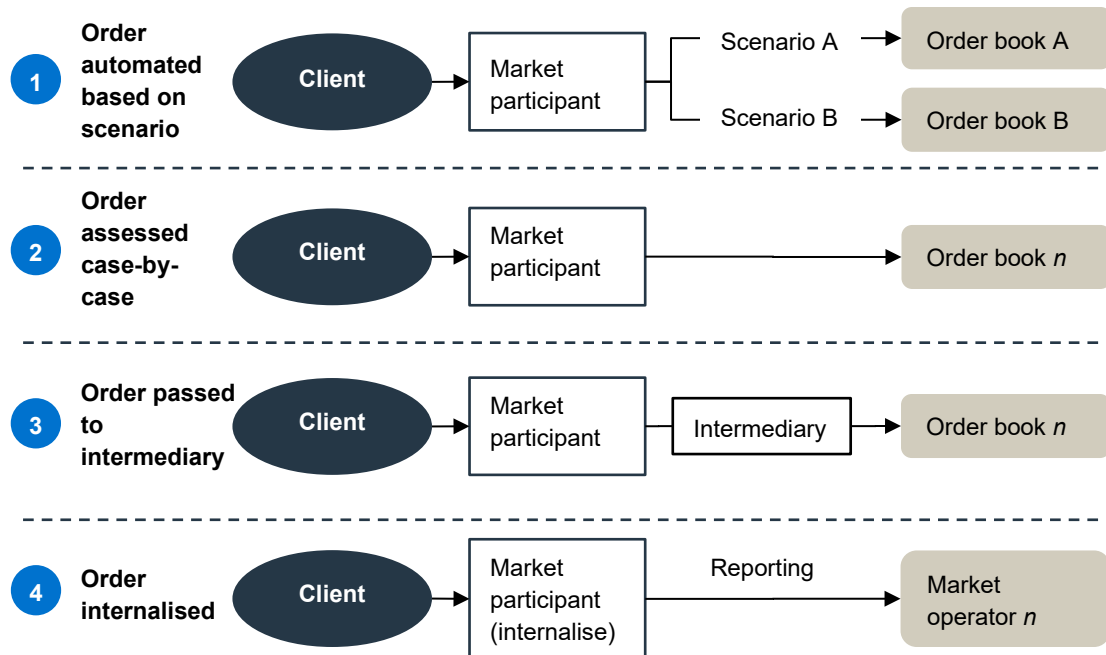 1
Order
automated
based on
scenario
Client
Market
participant
Scenario A
Order book A
Scenario B
Order book B
2
Order
assessed
case-by-
case
Client
Market
participant
Order book n
3
Order passed
to
intermediary
Client
Market
participant
Intermediary
Order book n
4
Order
internalised
Client
Market
participant
(internalise)
Reporting
Market
operator n